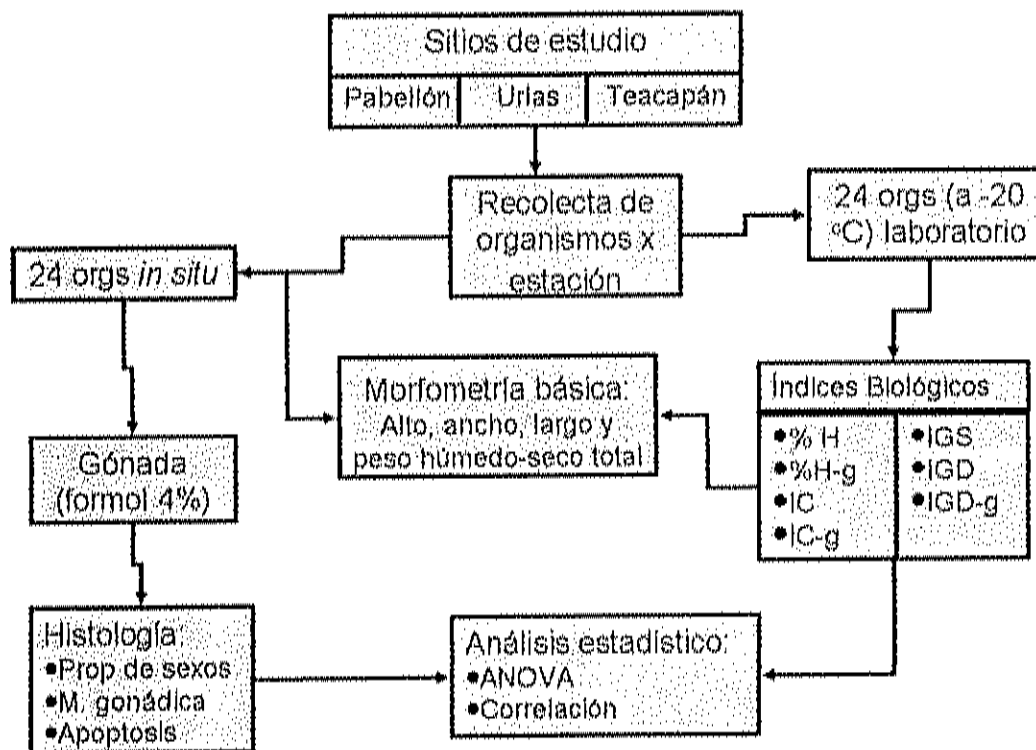 Sitios de estudio
Pabellón Urías Teacapán
Recolecta de
organismos x
estación
24 orgs (a -20
ºC) laboratorio
24 orgs in situ
Morfometría básica:
Alto, ancho, largo y
peso húmedo-seco total
Índices Biológicos
•% H
•%H-g
•IC
•IC-g
•IGS
•IGD
•IGD-g
Gónada
(formol 4%)
Histología:
•Prop de sexos
•M. gonádica
•Apoptosis
Análisis estadístico:
•ANOVA
•Correlación